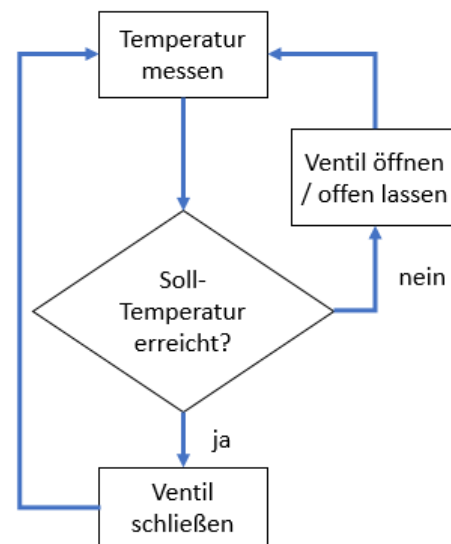 Temperatur
messen
Ventil öffnen
/ offen lassen
Soll-
Temperatur
erreicht?
nein
ja
Ventil
schließen